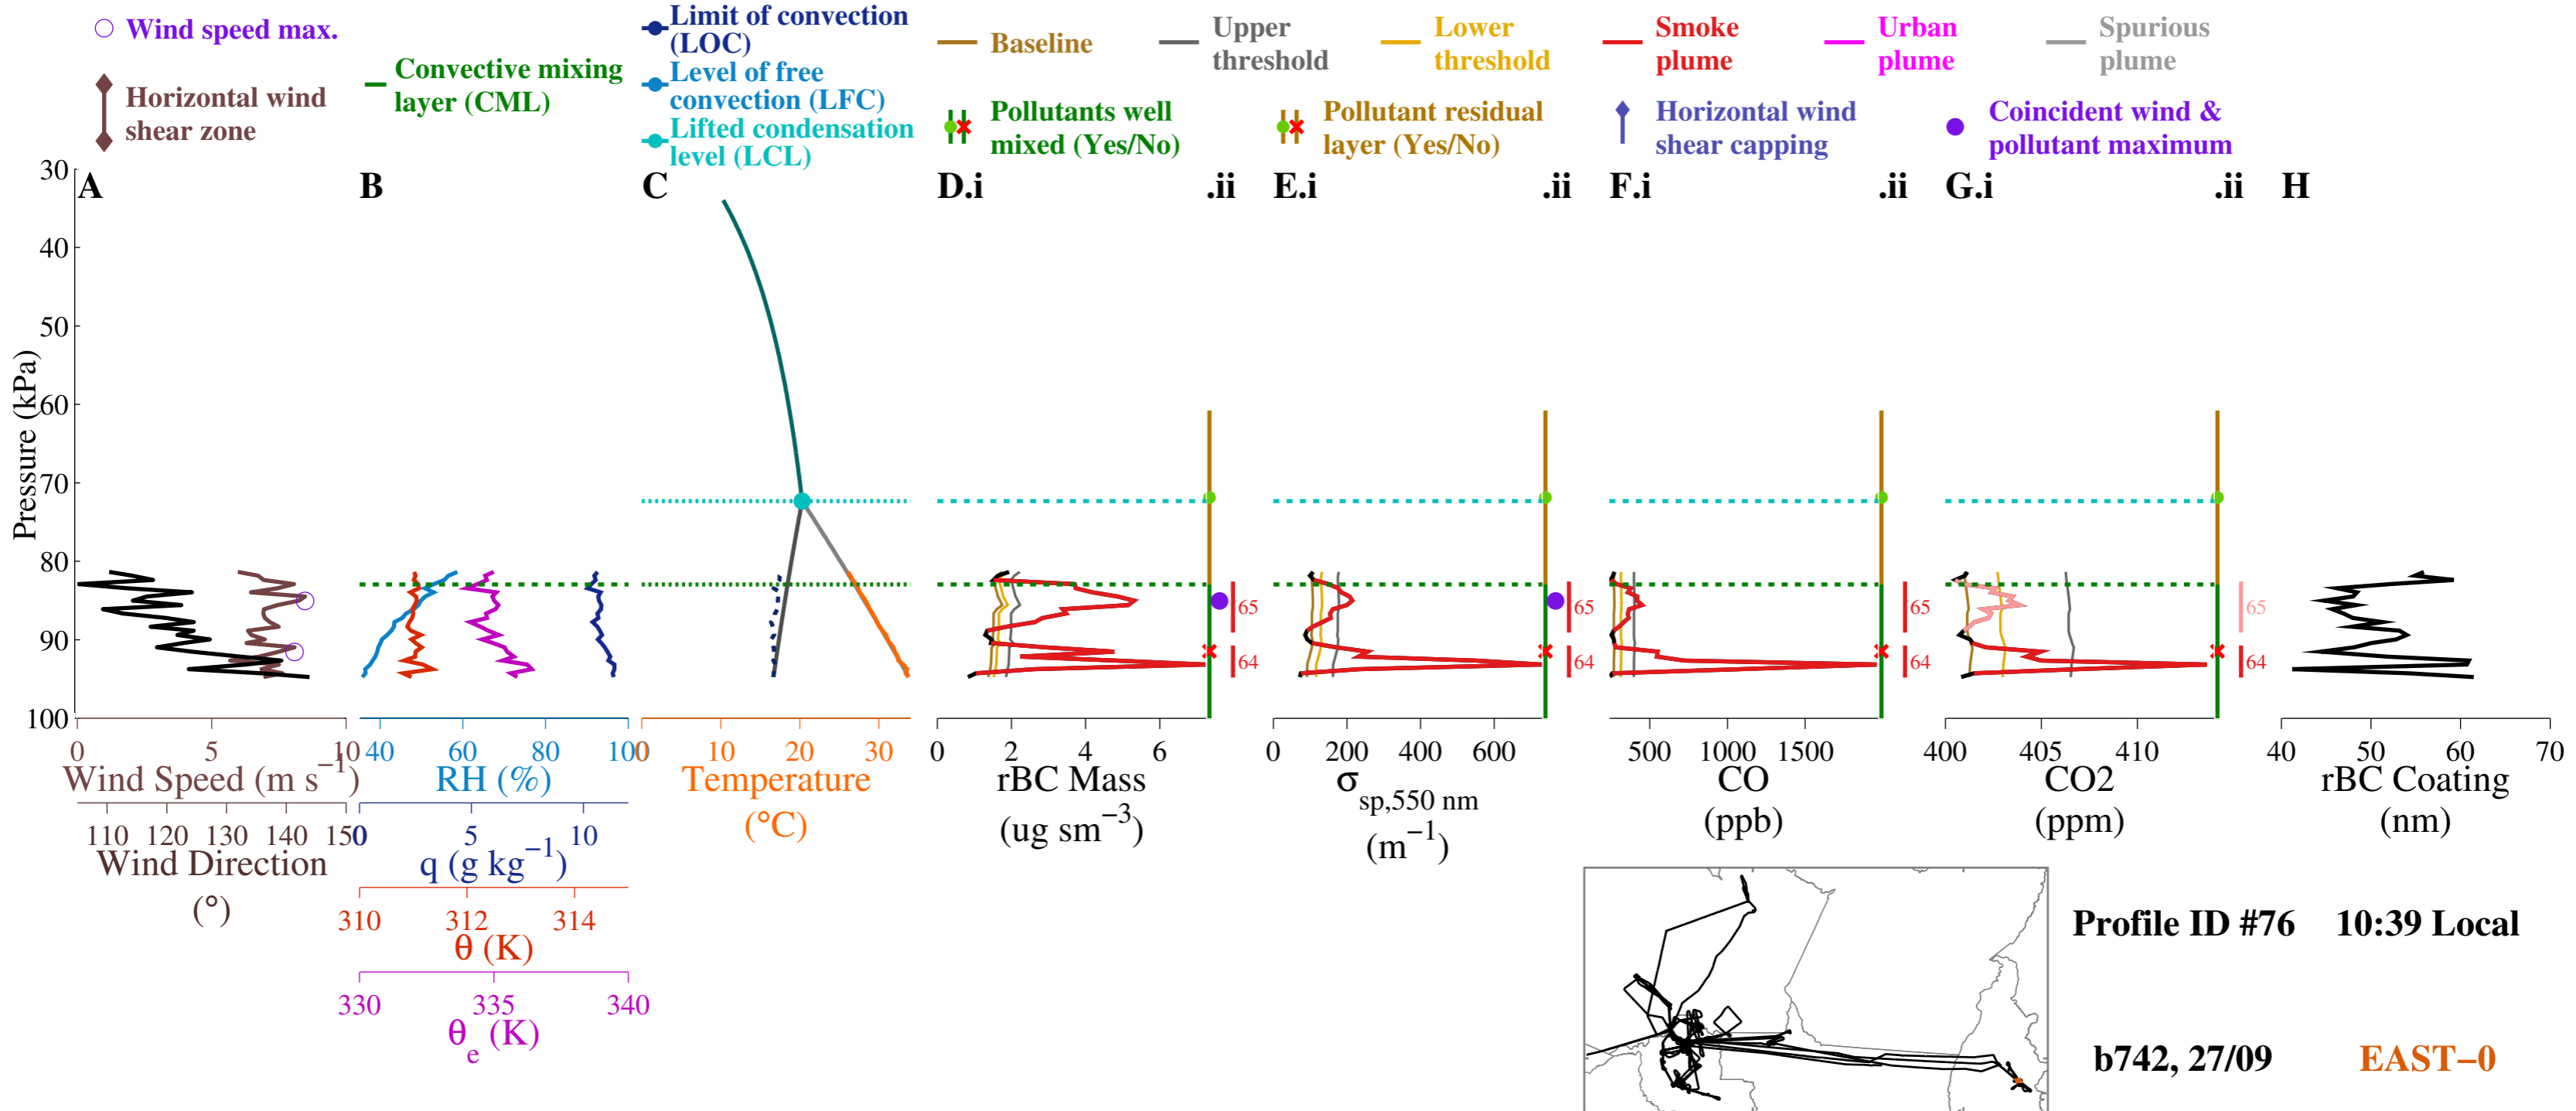 Wind speed max.
Horizontal wind
shear zone
Convective mixing
layer (CML)
Limit of convection
(LOC)
Level of free
convection (LFC)
Lifted condensation
level (LCL)
Baseline
Upper
threshold
Lower
threshold
Smoke
plume
Urban
plume
Spurious
plume
Pollutants well
mixed (Yes/No)
Pollutant residual
layer (Yes/No)
Horizontal wind
shear capping
Coincident wind &
pollutant maximum
A B C D.i .ii E.i .ii F.i .ii G.i .ii H
Pressure (kPa)
30
40
50
60
70
80
90
100
65 65 65 65
64 64 64 64
0 5 10
Wind Speed (m s−1)
110 120 130 140 150
Wind Direction
(°)
40 60 80 100
RH (%)
0 5 10
q (g kg−1)
310 312 314
θ (K)
330 335 340
θe (K)
0 10 20 30
Temperature
(°C)
0 2 4 6
rBC Mass
(ug sm−3)
0 200 400 600
σsp,550 nm
(m−1)
500 1000 1500
CO
(ppb)
400 405 410
CO2
(ppm)
40 50 60 70
rBC Coating
(nm)
Profile ID #76 10:39 Local
b742, 27/09 EAST−0